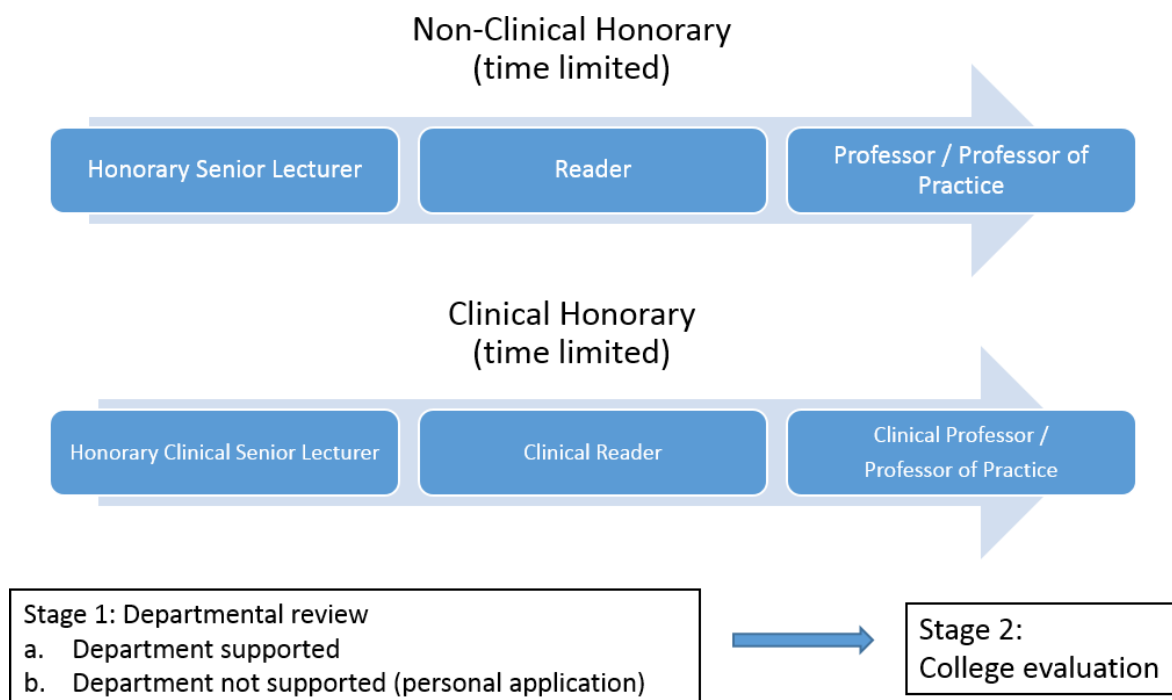 Non-Clinical Honorary
(time limited)
Honorary Senior Lecturer
Reader
Professor / Professor of
Practice
Clinical Honorary
(time limited)
Honorary Clinical Senior Lecturer
Clinical Reader
Clinical Professor /
Professor of Practice
Stage 1: Departmental review
a. Department supported
b. Department not supported (personal application)
Stage 2:
College evaluation